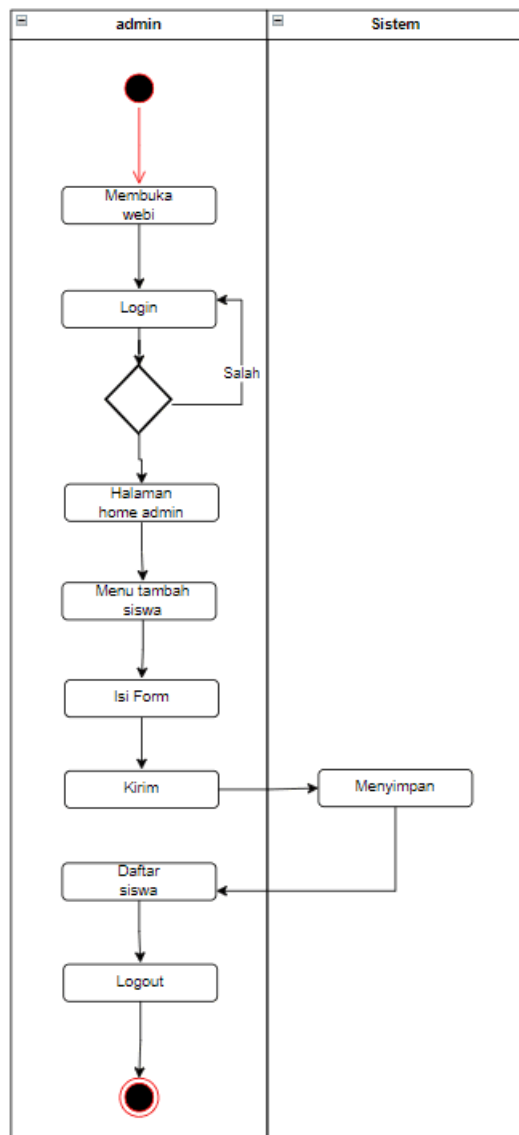 admin
Sistem
Membuka
webi
Login
Salah
Halaman
home admin
Menu tambah
siswa
Isi Form
Kirim
Menyimpan
Daftar
siswa
Logout